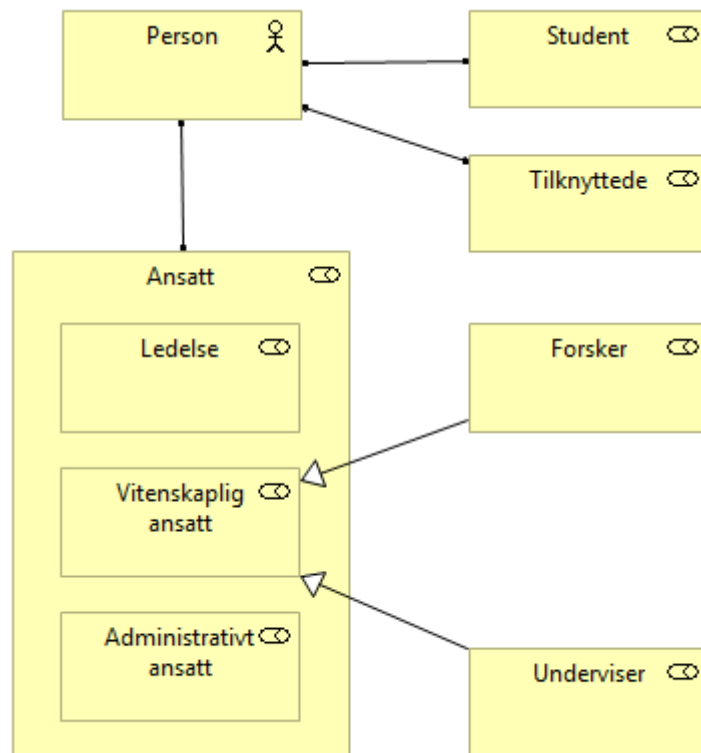 Person
Student
Tilknyttede
Ansatt
Ledelse
Forsker
Vitenskaplig
ansatt
Administrativt
ansatt
Underviser